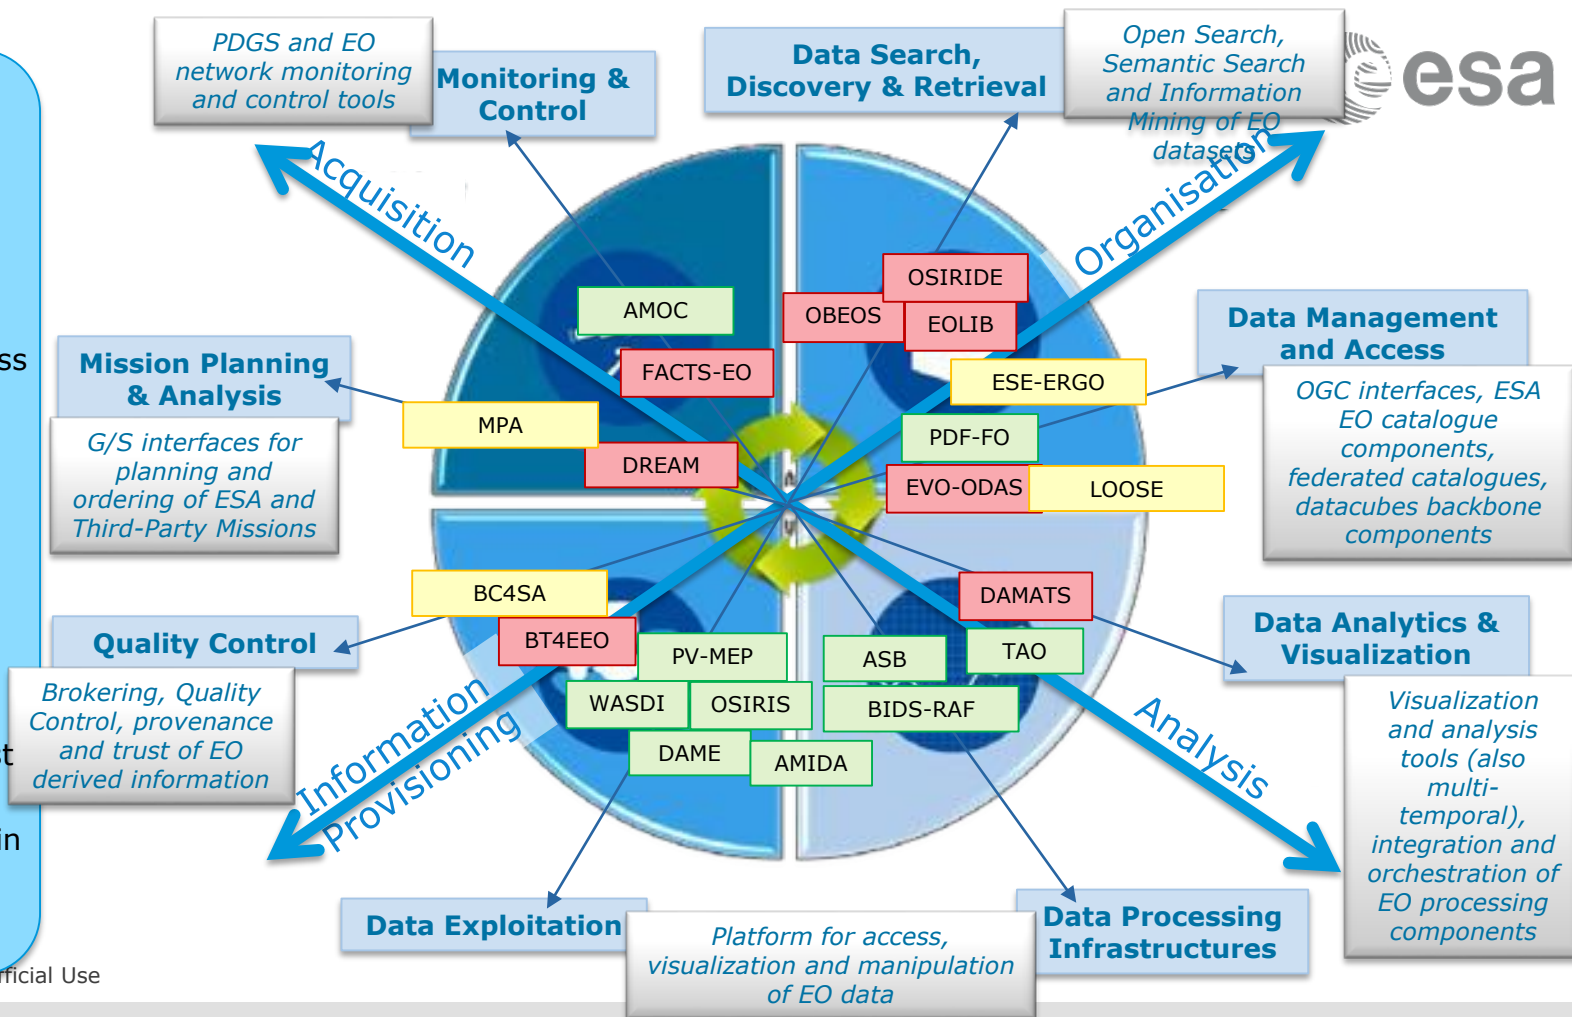 PDGS and EO
network monitoring
and control tools
Monitoring &
Control
Data Search,
Discovery & Retrieval
Open Search,
Semantic Search
and Information
Mining of EO
datasets
esa
Acquisition
Organisation
OSIRIDE
AMOC
OBEOS
EOLIB
Mission Planning
& Analysis
FACTS-EO
ESE-ERGO
Data Management
and Access
ss
G/S interfaces for
planning and
ordering of ESA and
Third-Party Missions
MPA
DREAM
PDF-FO
EVO-ODAS
LOOSE
OGC interfaces, ESA
EO catalogue
components,
federated catalogues,
datacubes backbone
components
BC4SA
DAMATS
Quality Control
BT4EEO
PV-MEP
ASB
TAO
Data Analytics &
Visualization
Brokering, Quality
Control, provenance
and trust of EO
derived information
WASDI
OSIRIS
BIDS-RAF
DAME
AMIDA
st
in
Information
Provisioning
Analysis
Visualization
and analysis
tools (also
multi-
temporal),
integration and
orchestration of
EO processing
components
Data Exploitation
Platform for access,
visualization and manipulation
of EO data
Data Processing
Infrastructures
fficial Use